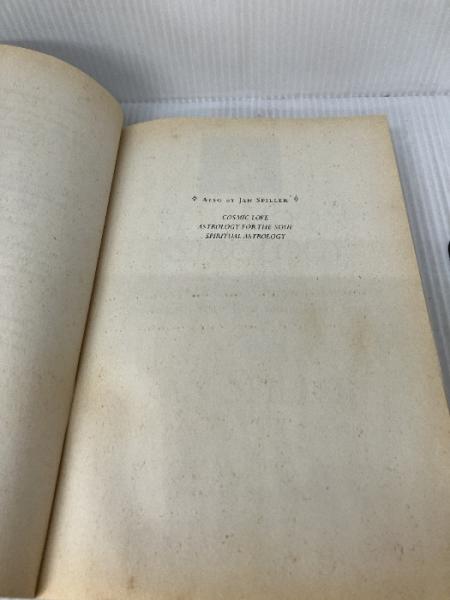 ❖ ALSO BY JAN SPILLER ❖
COSMIC LOVE
ASTROLOGY FOR THE SOUL
SPIRITUAL ASTROLOGY